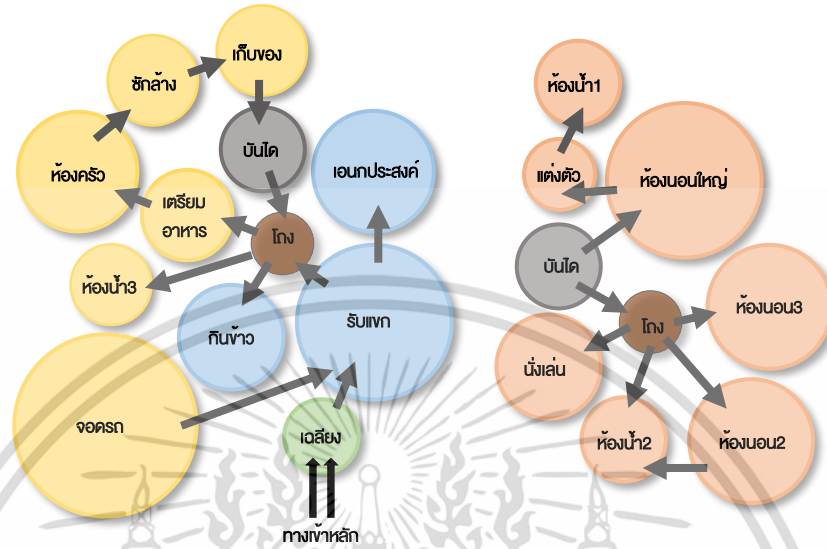 เก็บของ
ซักล้าง
ห้องครัว
บันได
เอนกประสงค์
เตรียม
อาหาร
โถง
ห้องน้ำ3
กินข้าว
รับแขก
จอดรถ
เฉลียง
ทางเข้าหลัก
ห้องน้ำ1
แต่งตัว
ห้องนอนใหญ่
บันได
ห้องนอน3
โถง
นั่งเล่น
ห้องน้ำ2
ห้องนอน2